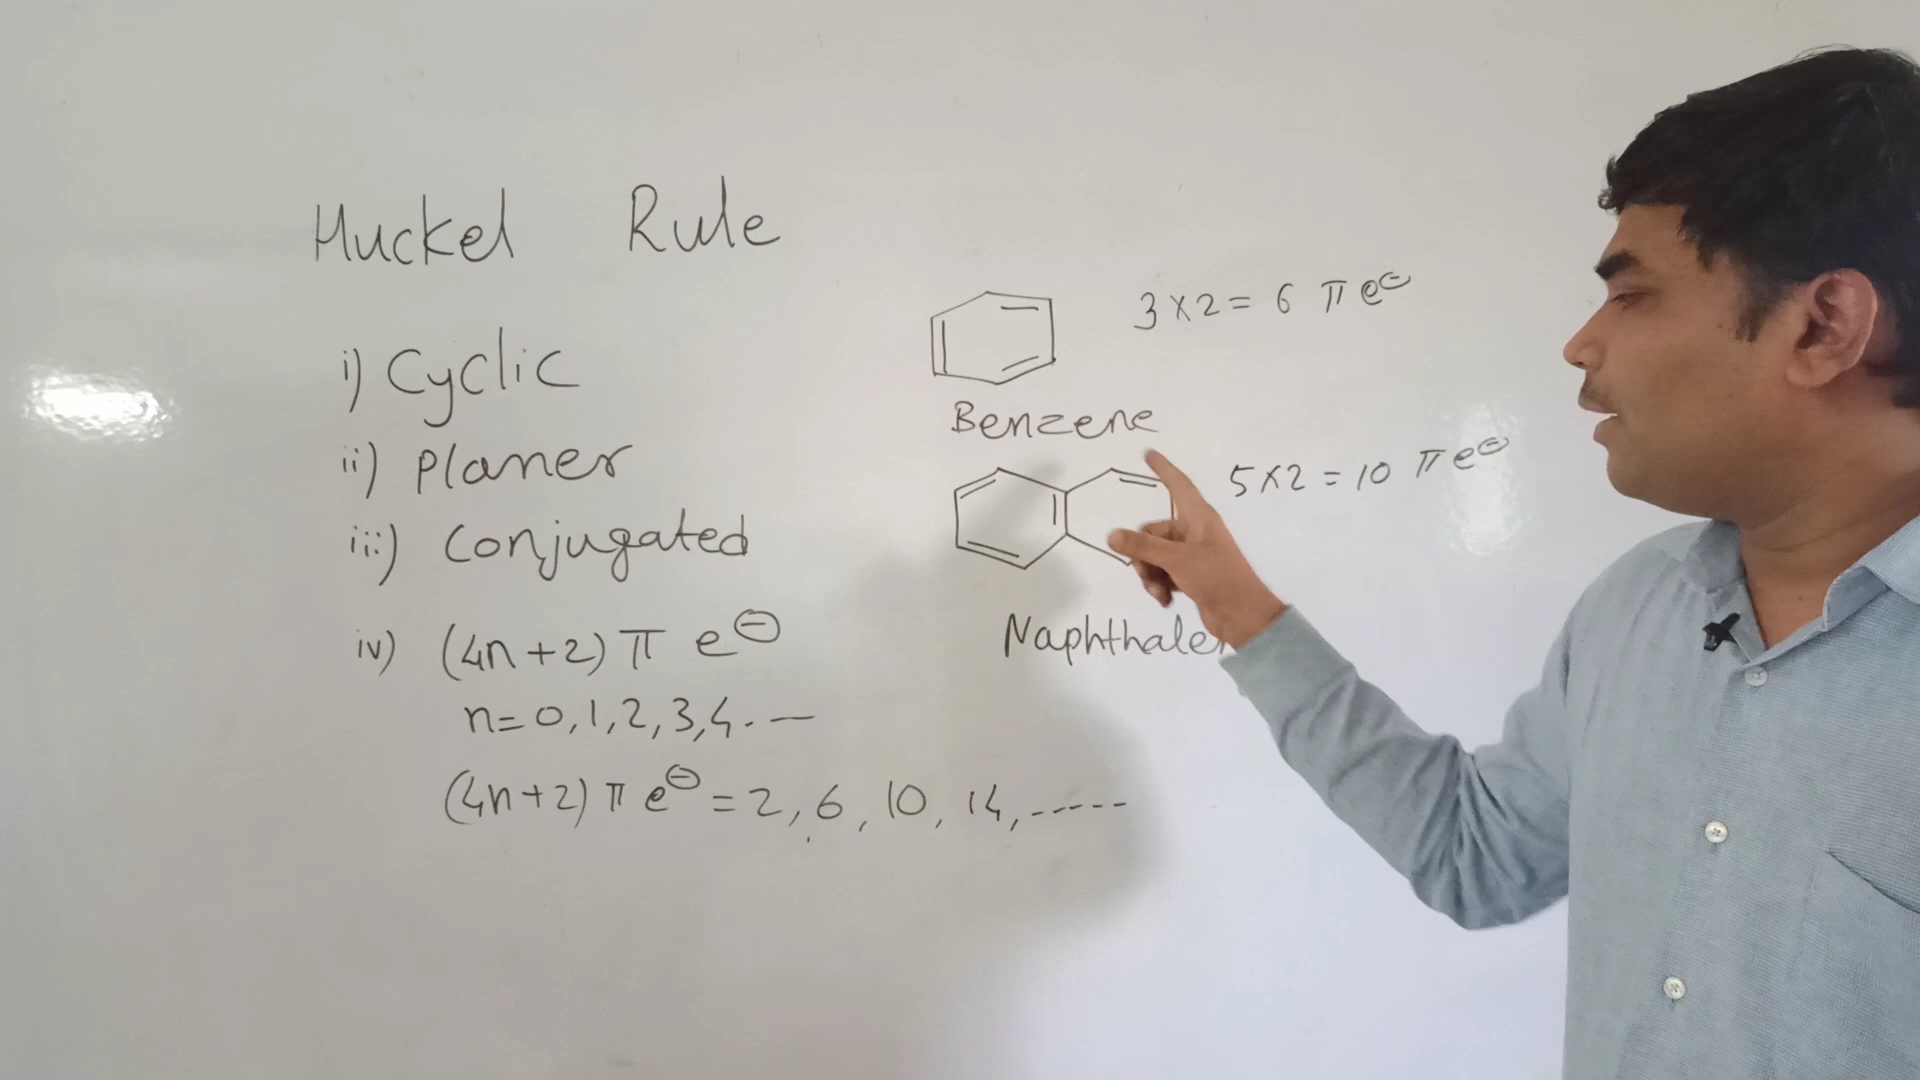 Huckel Rule
i) Cyclic
ii) planer
iii) Conjugated
iv) (4n+2) π e⊖
n=0,1,2,3,4.—
(4n+2) π e⊖ = 2, 6, 10, 14, -----
3×2= 6 π e⊖
Benzene
5×2=10 π e⊖
Naphthale